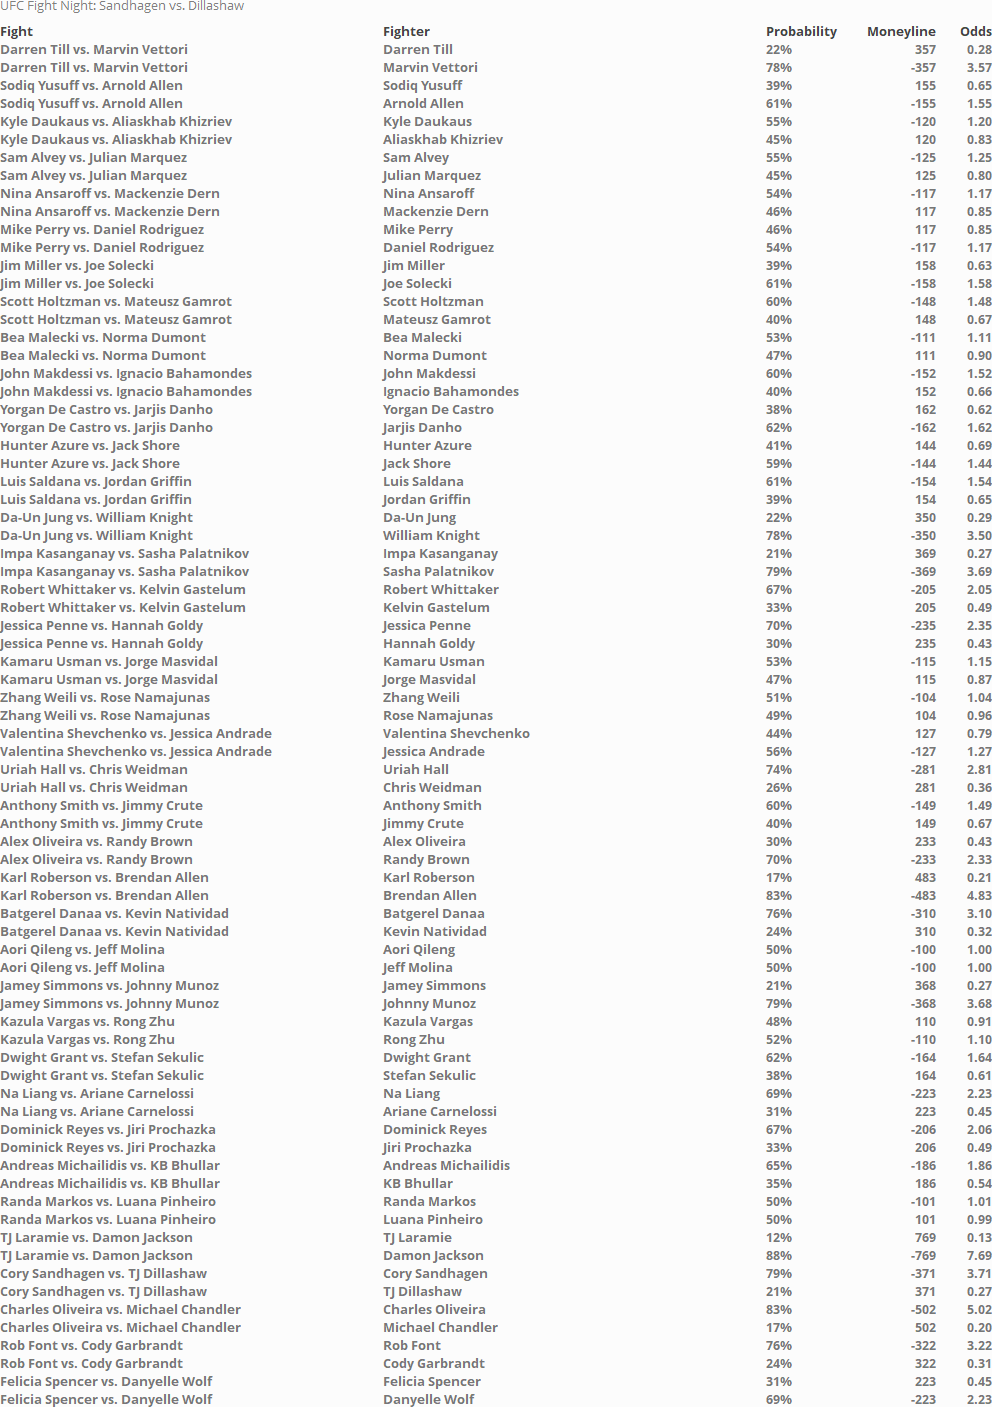 UFC Fight Night: Sandhagen vs. Dillashaw
Fight Fighter Probability Moneyline Odds
Darren Till vs. Marvin Vettori Darren Till 22% 357 0.28
Darren Till vs. Marvin Vettori Marvin Vettori 78% -357 3.57
Sodiq Yusuff vs. Arnold Allen Sodiq Yusuff 39% 155 0.65
Sodiq Yusuff vs. Arnold Allen Arnold Allen 61% -155 1.55
Kyle Daukaus vs. Aliaskhab Khizriev Kyle Daukaus 55% -120 1.20
Kyle Daukaus vs. Aliaskhab Khizriev Aliaskhab Khizriev 45% 120 0.83
Sam Alvey vs. Julian Marquez Sam Alvey 55% -125 1.25
Sam Alvey vs. Julian Marquez Julian Marquez 45% 125 0.80
Nina Ansaroff vs. Mackenzie Dern Nina Ansaroff 54% -117 1.17
Nina Ansaroff vs. Mackenzie Dern Mackenzie Dern 46% 117 0.85
Mike Perry vs. Daniel Rodriguez Mike Perry 46% 117 0.85
Mike Perry vs. Daniel Rodriguez Daniel Rodriguez 54% -117 1.17
Jim Miller vs. Joe Solecki Jim Miller 39% 158 0.63
Jim Miller vs. Joe Solecki Joe Solecki 61% -158 1.58
Scott Holtzman vs. Mateusz Gamrot Scott Holtzman 60% -148 1.48
Scott Holtzman vs. Mateusz Gamrot Mateusz Gamrot 40% 148 0.67
Bea Malecki vs. Norma Dumont Bea Malecki 53% -111 1.11
Bea Malecki vs. Norma Dumont Norma Dumont 47% 111 0.90
John Makdessi vs. Ignacio Bahamondes John Makdessi 60% -152 1.52
John Makdessi vs. Ignacio Bahamondes Ignacio Bahamondes 40% 152 0.66
Yorgan De Castro vs. Jarjis Danho Yorgan De Castro 38% 162 0.62
Yorgan De Castro vs. Jarjis Danho Jarjis Danho 62% -162 1.62
Hunter Azure vs. Jack Shore Hunter Azure 41% 144 0.69
Hunter Azure vs. Jack Shore Jack Shore 59% -144 1.44
Luis Saldana vs. Jordan Griffin Luis Saldana 61% -154 1.54
Luis Saldana vs. Jordan Griffin Jordan Griffin 39% 154 0.65
Da-Un Jung vs. William Knight Da-Un Jung 22% 350 0.29
Da-Un Jung vs. William Knight William Knight 78% -350 3.50
Impa Kasanganay vs. Sasha Palatnikov Impa Kasanganay 21% 369 0.27
Impa Kasanganay vs. Sasha Palatnikov Sasha Palatnikov 79% -369 3.69
Robert Whittaker vs. Kelvin Gastelum Robert Whittaker 67% -205 2.05
Robert Whittaker vs. Kelvin Gastelum Kelvin Gastelum 33% 205 0.49
Jessica Penne vs. Hannah Goldy Jessica Penne 70% -235 2.35
Jessica Penne vs. Hannah Goldy Hannah Goldy 30% 235 0.43
Kamaru Usman vs. Jorge Masvidal Kamaru Usman 53% -115 1.15
Kamaru Usman vs. Jorge Masvidal Jorge Masvidal 47% 115 0.87
Zhang Weili vs. Rose Namajunas Zhang Weili 51% -104 1.04
Zhang Weili vs. Rose Namajunas Rose Namajunas 49% 104 0.96
Valentina Shevchenko vs. Jessica Andrade Valentina Shevchenko 44% 127 0.79
Valentina Shevchenko vs. Jessica Andrade Jessica Andrade 56% -127 1.27
Uriah Hall vs. Chris Weidman Uriah Hall 74% -281 2.81
Uriah Hall vs. Chris Weidman Chris Weidman 26% 281 0.36
Anthony Smith vs. Jimmy Crute Anthony Smith 60% -149 1.49
Anthony Smith vs. Jimmy Crute Jimmy Crute 40% 149 0.67
Alex Oliveira vs. Randy Brown Alex Oliveira 30% 233 0.43
Alex Oliveira vs. Randy Brown Randy Brown 70% -233 2.33
Karl Roberson vs. Brendan Allen Karl Roberson 17% 483 0.21
Karl Roberson vs. Brendan Allen Brendan Allen 83% -483 4.83
Batgerel Danaa vs. Kevin Natividad Batgerel Danaa 76% -310 3.10
Batgerel Danaa vs. Kevin Natividad Kevin Natividad 24% 310 0.32
Aori Qileng vs. Jeff Molina Aori Qileng 50% -100 1.00
Aori Qileng vs. Jeff Molina Jeff Molina 50% -100 1.00
Jamey Simmons vs. Johnny Munoz Jamey Simmons 21% 368 0.27
Jamey Simmons vs. Johnny Munoz Johnny Munoz 79% -368 3.68
Kazula Vargas vs. Rong Zhu Kazula Vargas 48% 110 0.91
Kazula Vargas vs. Rong Zhu Rong Zhu 52% -110 1.10
Dwight Grant vs. Stefan Sekulic Dwight Grant 62% -164 1.64
Dwight Grant vs. Stefan Sekulic Stefan Sekulic 38% 164 0.61
Na Liang vs. Ariane Carnelossi Na Liang 69% -223 2.23
Na Liang vs. Ariane Carnelossi Ariane Carnelossi 31% 223 0.45
Dominick Reyes vs. Jiri Prochazka Dominick Reyes 67% -206 2.06
Dominick Reyes vs. Jiri Prochazka Jiri Prochazka 33% 206 0.49
Andreas Michailidis vs. KB Bhullar Andreas Michailidis 65% -186 1.86
Andreas Michailidis vs. KB Bhullar KB Bhullar 35% 186 0.54
Randa Markos vs. Luana Pinheiro Randa Markos 50% -101 1.01
Randa Markos vs. Luana Pinheiro Luana Pinheiro 50% 101 0.99
TJ Laramie vs. Damon Jackson TJ Laramie 12% 769 0.13
TJ Laramie vs. Damon Jackson Damon Jackson 88% -769 7.69
Cory Sandhagen vs. TJ Dillashaw Cory Sandhagen 79% -371 3.71
Cory Sandhagen vs. TJ Dillashaw TJ Dillashaw 21% 371 0.27
Charles Oliveira vs. Michael Chandler Charles Oliveira 83% -502 5.02
Charles Oliveira vs. Michael Chandler Michael Chandler 17% 502 0.20
Rob Font vs. Cody Garbrandt Rob Font 76% -322 3.22
Rob Font vs. Cody Garbrandt Cody Garbrandt 24% 322 0.31
Felicia Spencer vs. Danyelle Wolf Felicia Spencer 31% 223 0.45
Felicia Spencer vs. Danyelle Wolf Danyelle Wolf 69% -223 2.23